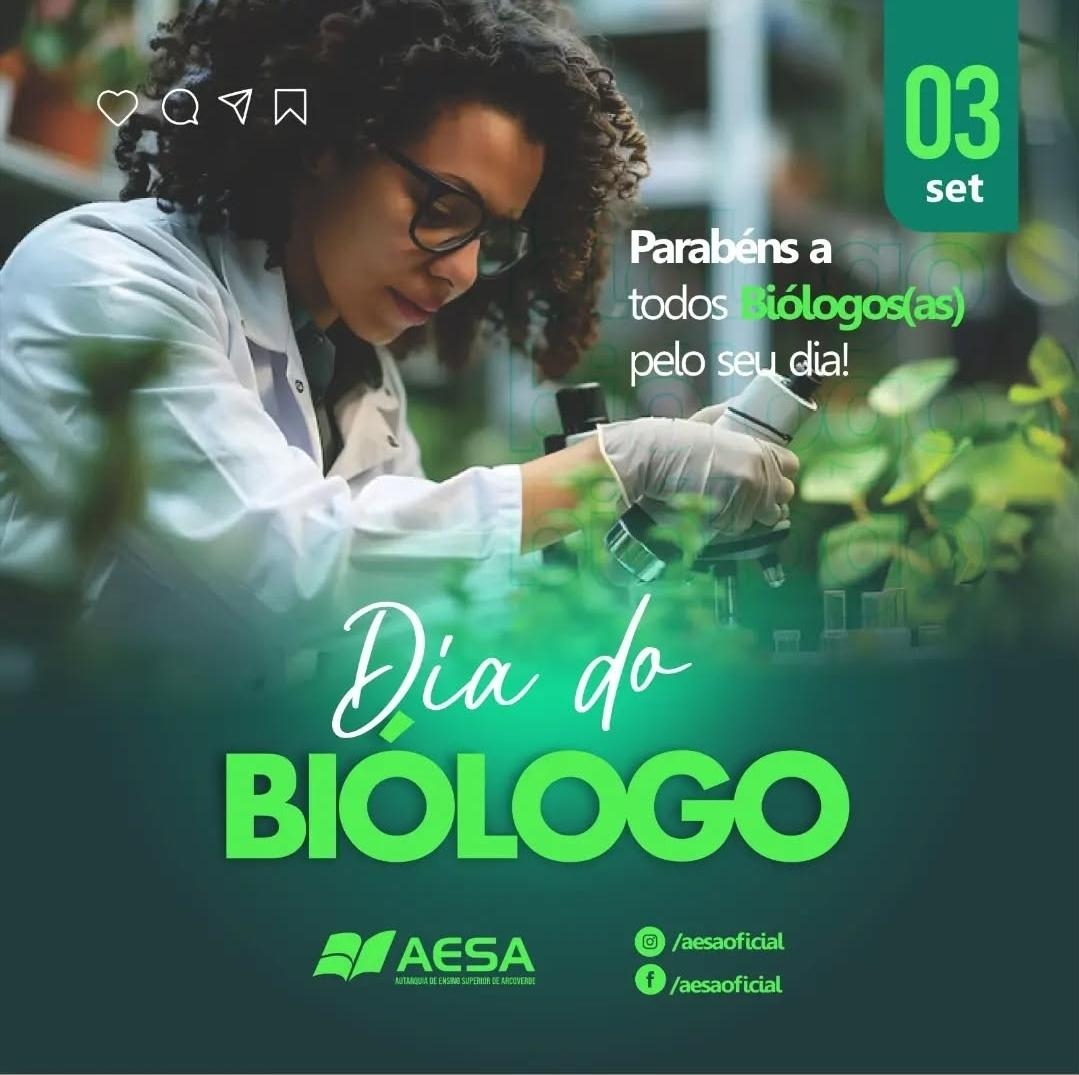 03
set
Parabéns a
todos Biólogos(as)
pelo seu dia!
Dia do
BIÓLOGO
AESA
AUTARQUIA DE ENSINO SUPERIOR DE ARCOVERDE
/aesaoficial
/aesaoficial